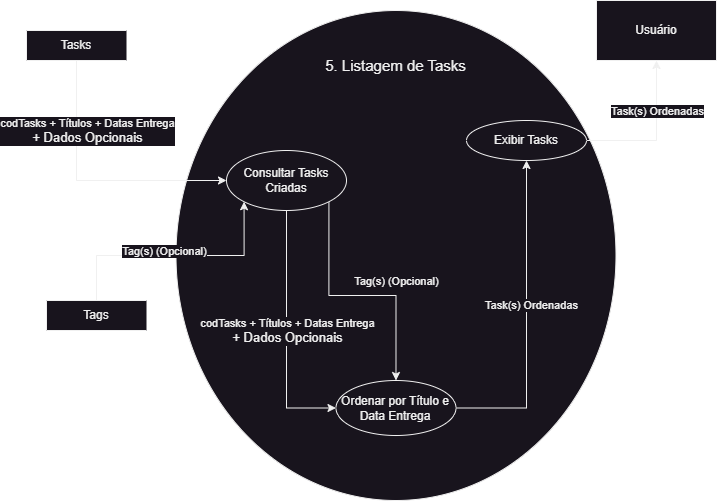 Tasks
Usuário
5. Listagem de Tasks
codTasks + Títulos + Datas Entrega
+ Dados Opcionais
Task(s) Ordenadas
Exibir Tasks
Consultar Tasks
Criadas
Tag(s) (Opcional)
Tag(s) (Opcional)
Tags
Task(s) Ordenadas
codTasks + Títulos + Datas Entrega
+ Dados Opcionais
Ordenar por Título e
Data Entrega